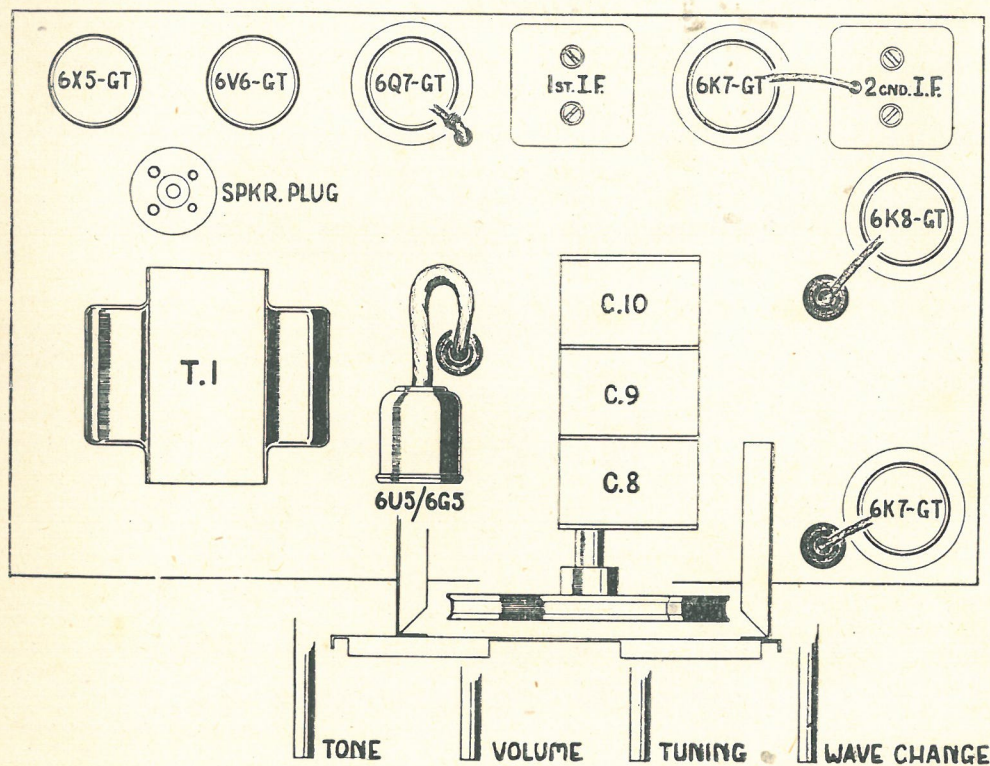 6X5-GT
6V6-GT
6Q7-GT
1ST. I.F.
6K7-GT
2CND. I.F.
SPKR. PLUG
6K8-GT
C.10
T.1
C.9
C.8
6U5/6G5
6K7-GT
TONE
VOLUME
TUNING
WAVE CHANGE